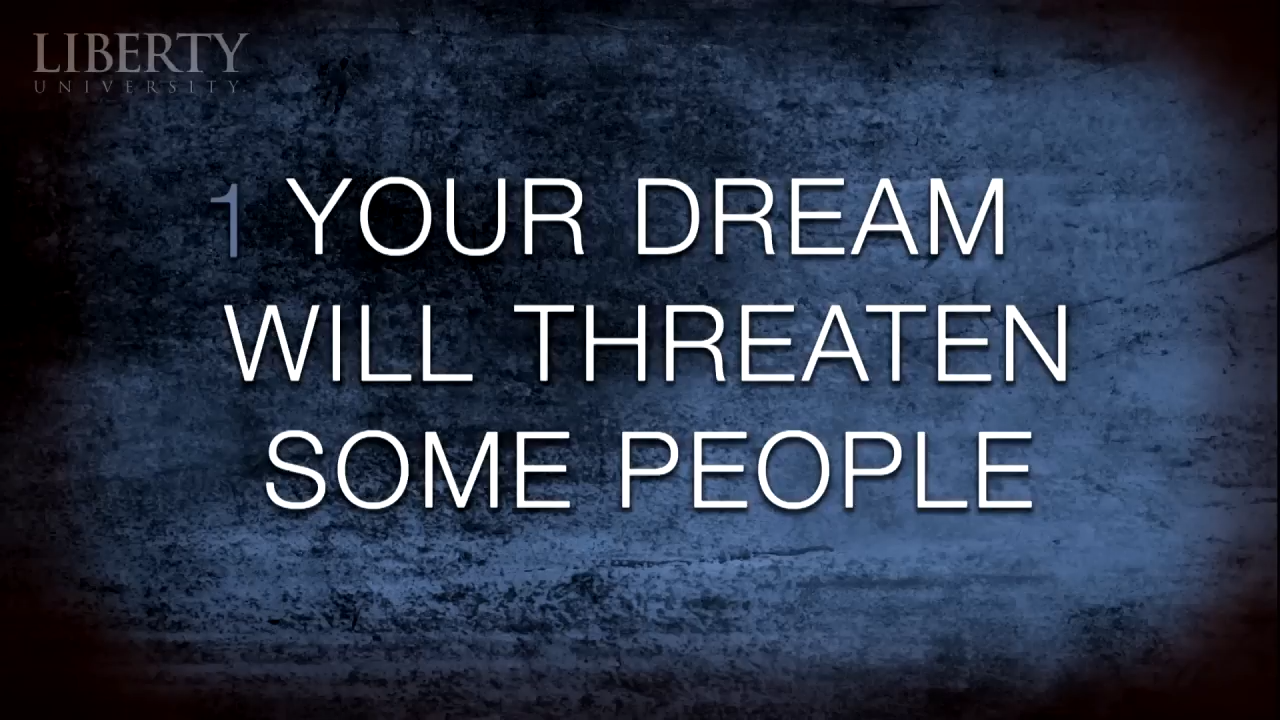 LIBERTY
UNIVERSITY.
1 YOUR DREAM
WILL THREATEN
SOME PEOPLE